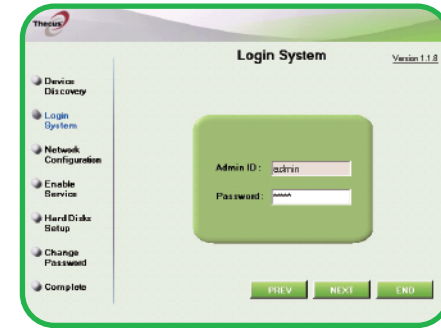 Thecus
Login System
Version 1.1.8
Device
Discovery
Login
System
Network
Configuration
Enable
Service
Hard Disks
Setup
Change
Password
Complete
Admin ID :
admin
Password :
*****
PREV
NEXT
END